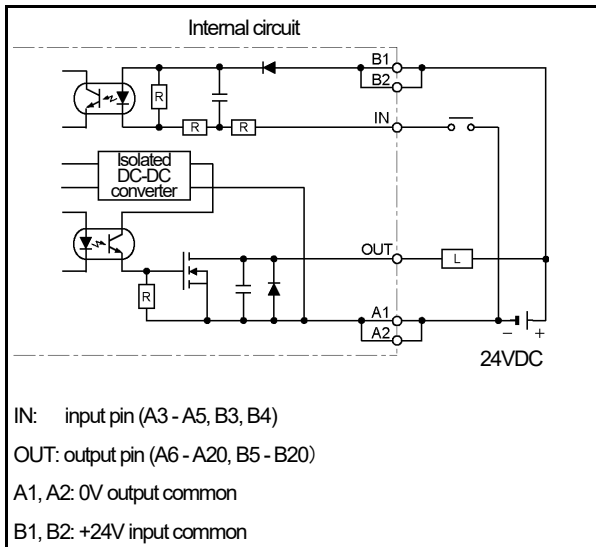 Internal circuit
B1
B2
R
IN
R
R
Isolated
DC-DC
converter
OUT
L
R
A1
A2
– +
24VDC
IN: input pin (A3 - A5, B3, B4)
OUT: output pin (A6 - A20, B5 - B20）
A1, A2: 0V output common
B1, B2: +24V input common